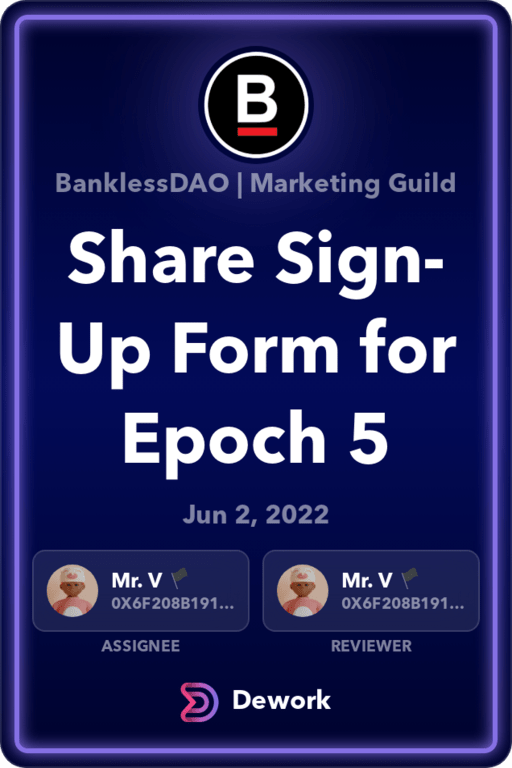 B
BanklessDAO | Marketing Guild
Share Sign-
Up Form for
Epoch 5
Jun 2, 2022
Mr. V 🏴
0X6F208B191...
ASSIGNEE
Mr. V 🏴
0X6F208B191...
REVIEWER
Dework